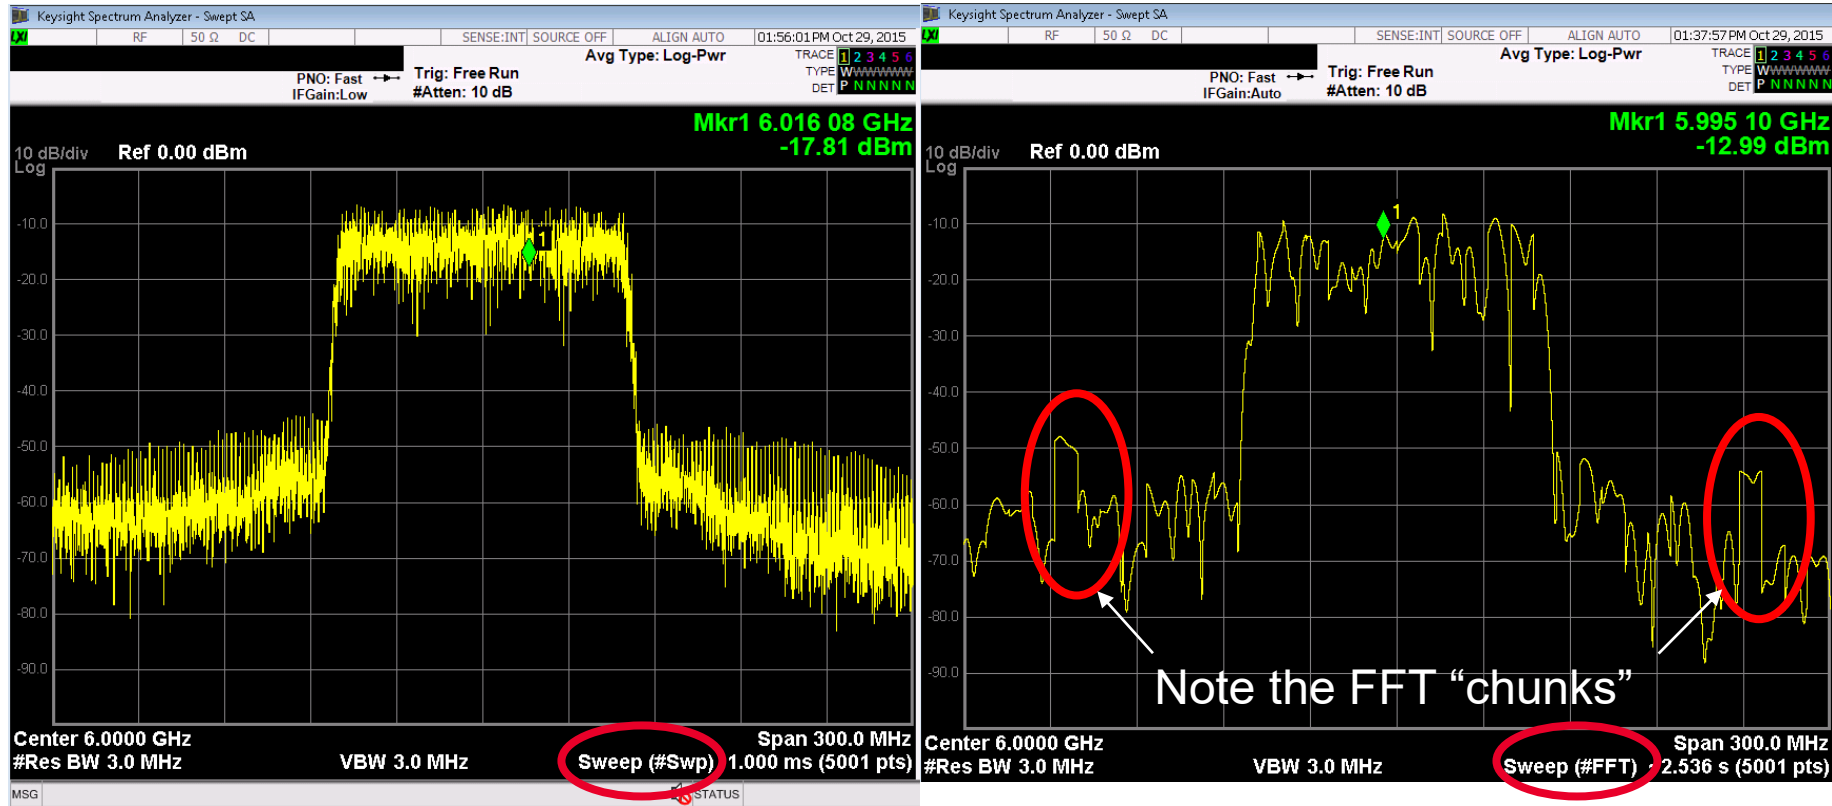 Keysight Spectrum Analyzer - Swept SA
LXI RF 50 Ω DC SENSE:INT SOURCE OFF ALIGN AUTO 01:56:01 PM Oct 29, 2015
PNO: Fast Trig: Free Run Avg Type: Log-Pwr TRACE 1 2 3 4 5 6
IFGain:Low #Atten: 10 dB TYPE W W W W W W
DET P N N N N N
Mkr1 6.016 08 GHz
-17.81 dBm
10 dB/div Ref 0.00 dBm
Log
1
-10.0
-20.0
-30.0
-40.0
-50.0
-60.0
-70.0
-80.0
-90.0
Center 6.0000 GHz Span 300.0 MHz
#Res BW 3.0 MHz VBW 3.0 MHz Sweep (#Swp) 1.000 ms (5001 pts)
MSG STATUS
Keysight Spectrum Analyzer - Swept SA
LXI RF 50 Ω DC SENSE:INT SOURCE OFF ALIGN AUTO 01:37:57 PM Oct 29, 2015
PNO: Fast Trig: Free Run Avg Type: Log-Pwr TRACE 1 2 3 4 5 6
IFGain:Auto #Atten: 10 dB TYPE W W W W W W
DET P N N N N N
Mkr1 5.995 10 GHz
-12.99 dBm
10 dB/div Ref 0.00 dBm
Log
1
-10.0
-20.0
-30.0
-40.0
-50.0
-60.0
-70.0
-80.0
-90.0
Note the FFT “chunks”
Center 6.0000 GHz Span 300.0 MHz
#Res BW 3.0 MHz VBW 3.0 MHz Sweep (#FFT) 2.536 s (5001 pts)